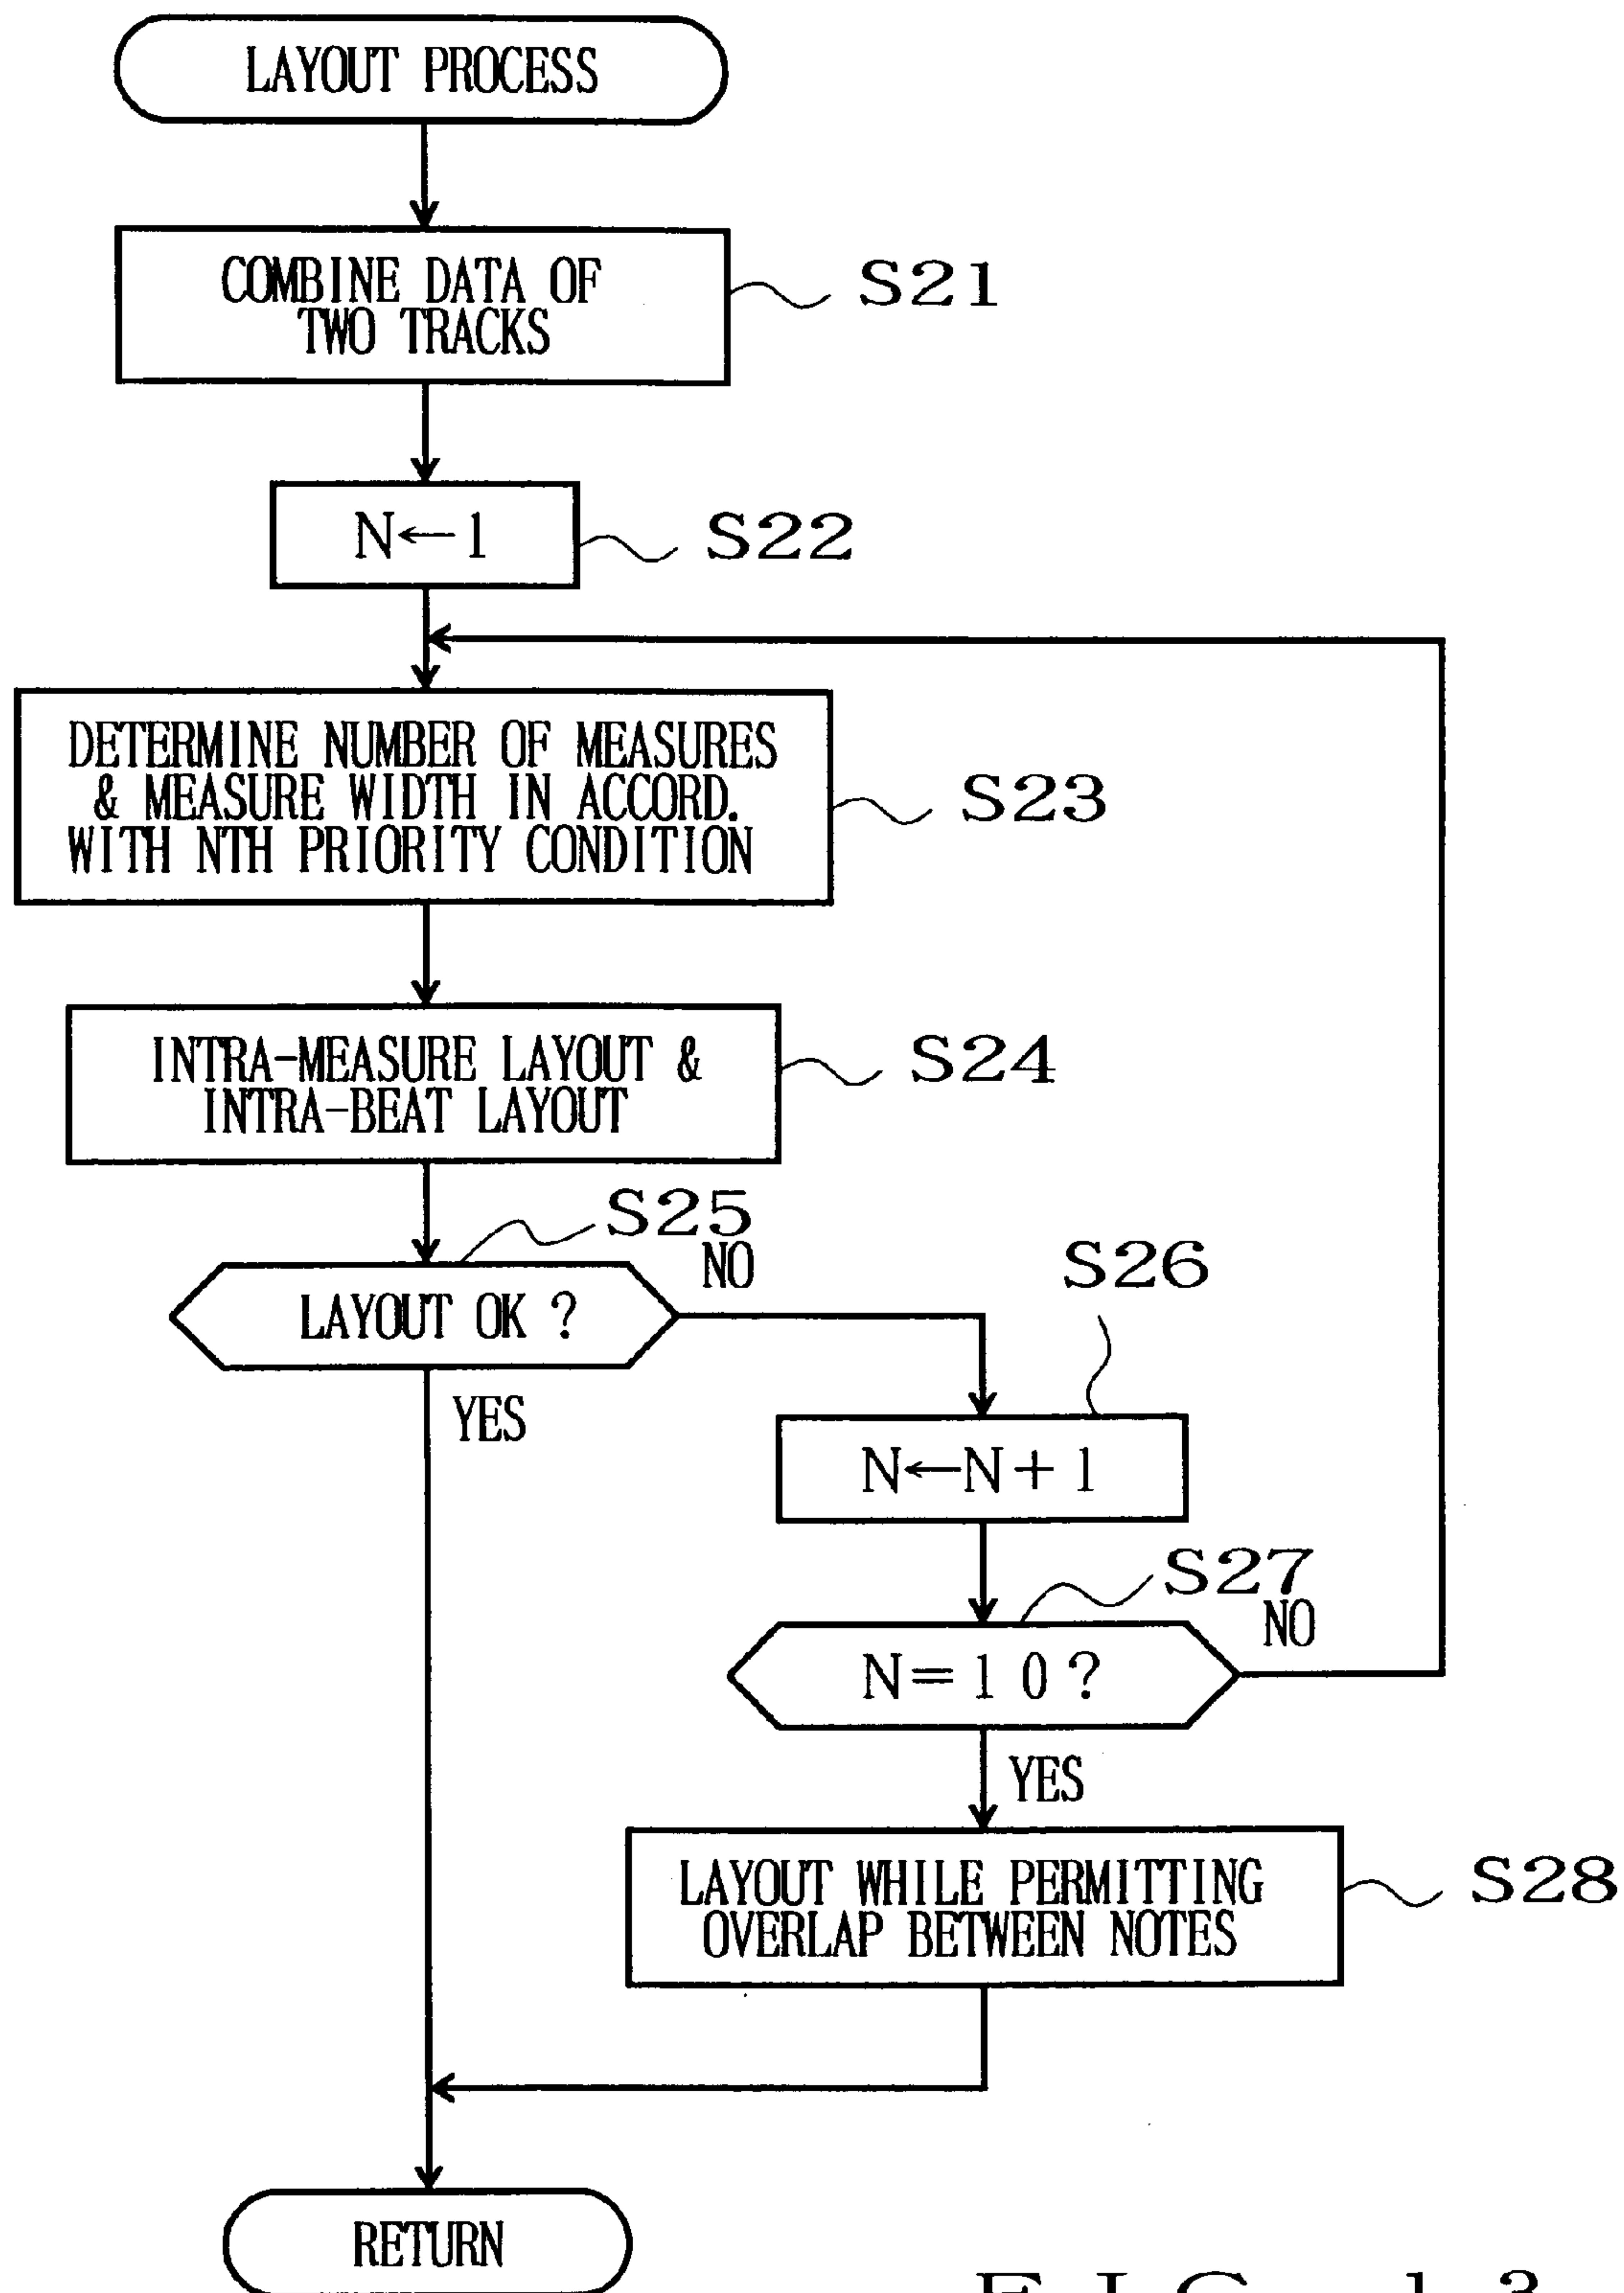 LAYOUT PROCESS
COMBINE DATA OF
TWO TRACKS
S21
N←1
S22
DETERMINE NUMBER OF MEASURES
& MEASURE WIDTH IN ACCORD.
WITH NTH PRIORITY CONDITION
S23
INTRA-MEASURE LAYOUT &
INTRA-BEAT LAYOUT
S24
S25
NO
LAYOUT OK ?
YES
S26
N←N+1
S27
NO
N=10?
YES
LAYOUT WHILE PERMITTING
OVERLAP BETWEEN NOTES
S28
RETURN
FIG. 13